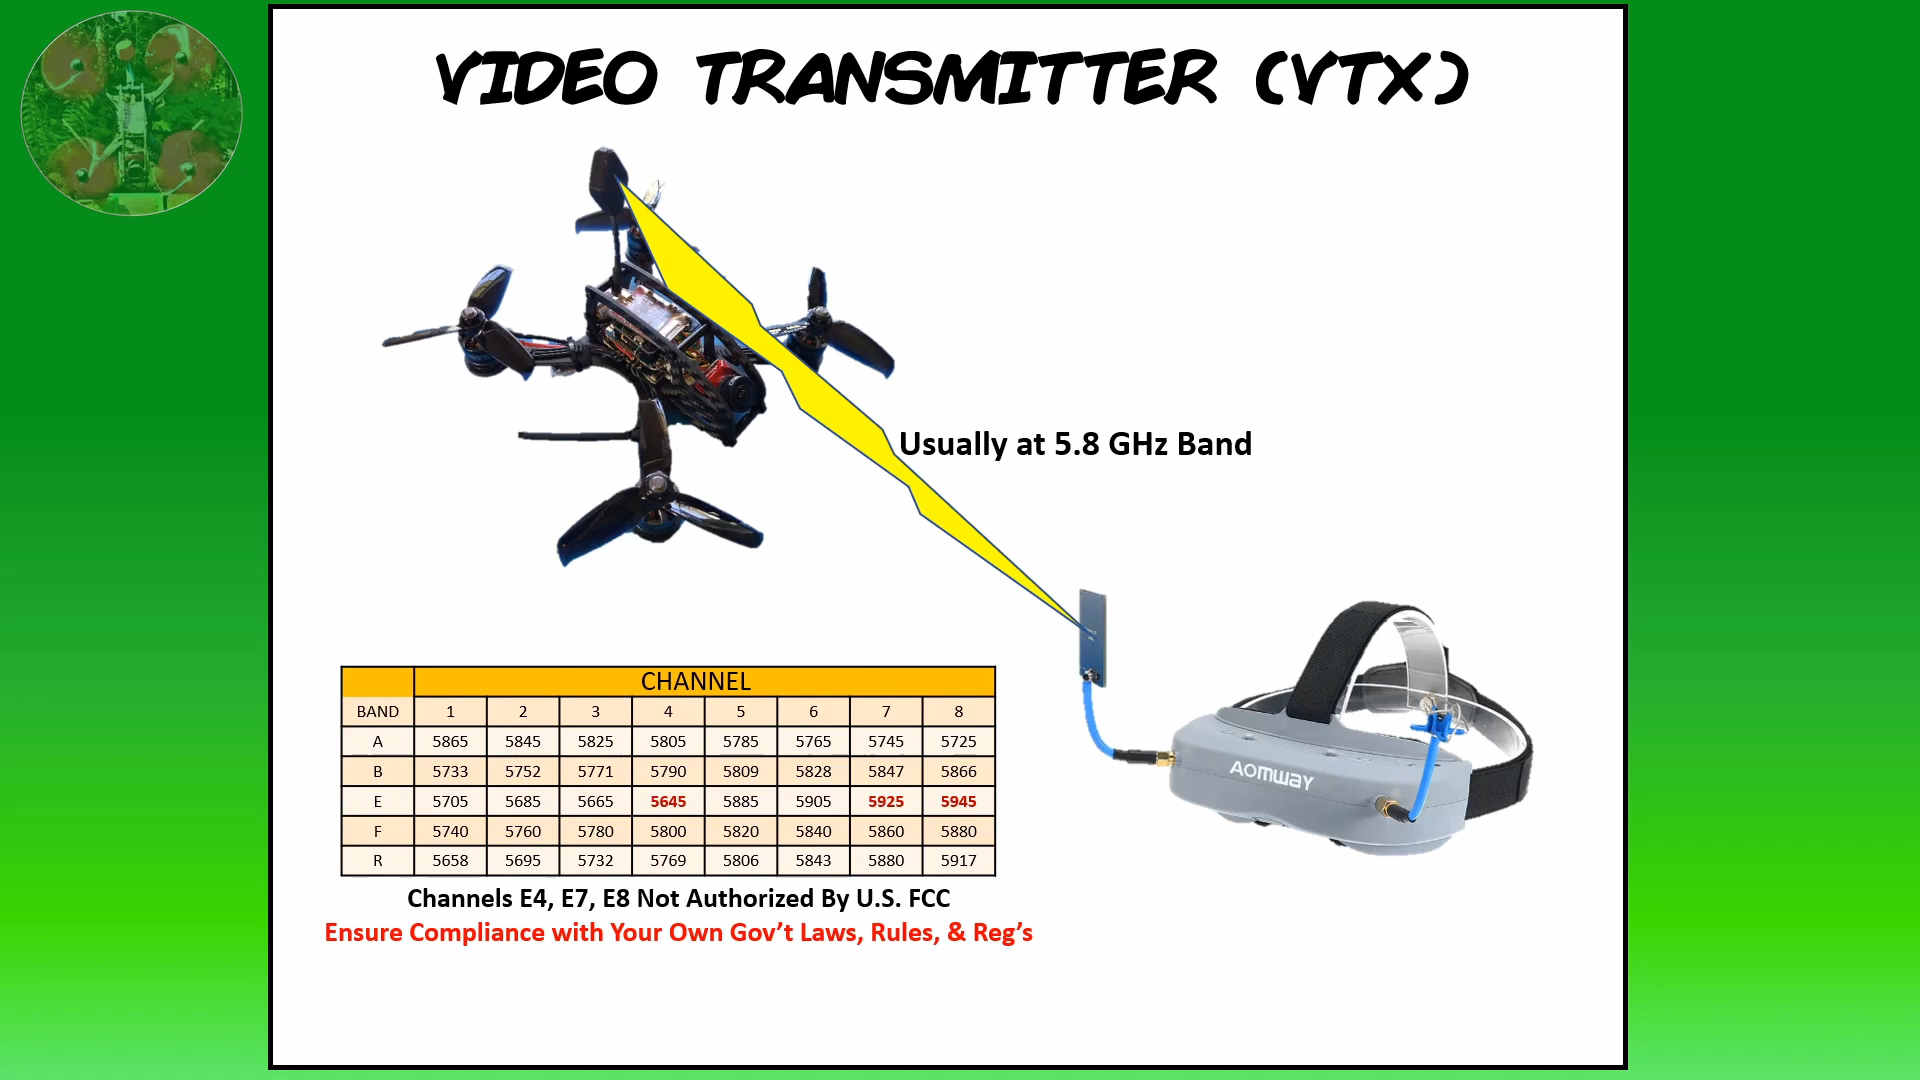 VIDEO TRANSMITTER (VTX)
Usually at 5.8 GHz Band
AOMWAY
CHANNEL
BAND 1 2 3 4 5 6 7 8
A 5865 5845 5825 5805 5785 5765 5745 5725
B 5733 5752 5771 5790 5809 5828 5847 5866
E 5705 5685 5665 5645 5885 5905 5925 5945
F 5740 5760 5780 5800 5820 5840 5860 5880
R 5658 5695 5732 5769 5806 5843 5880 5917
Channels E4, E7, E8 Not Authorized By U.S. FCC
Ensure Compliance with Your Own Gov't Laws, Rules, & Reg's